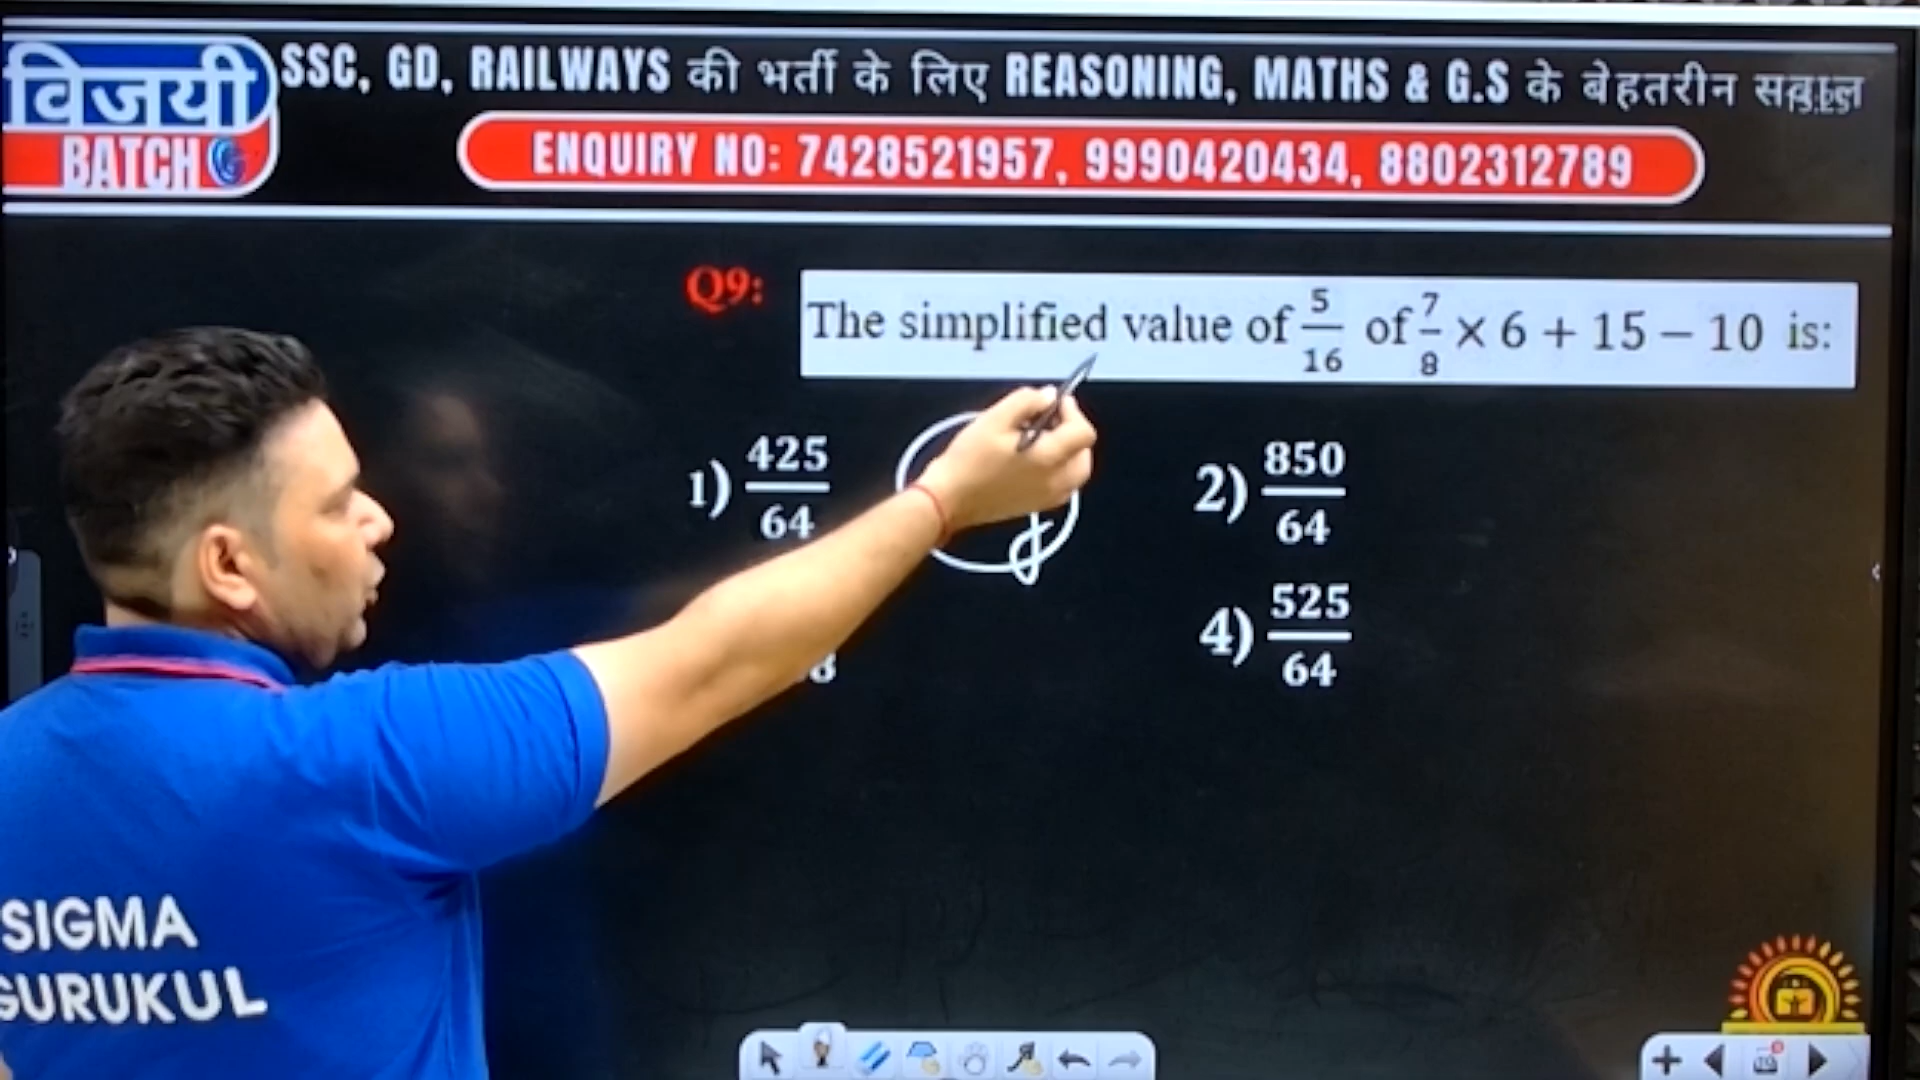 विजयी
BATCH
SSC, GD, RAILWAYS की भर्ती के लिए REASONING, MATHS & G.S के बेहतरीन सवाल
ENQUIRY NO: 7428521957, 9990420434, 8802312789
Q9:
The simplified value of 5/16 of 7/8 × 6 + 15 − 10 is:
1) 425/64
2) 850/64
8
4) 525/64
SIGMA
GURUKUL